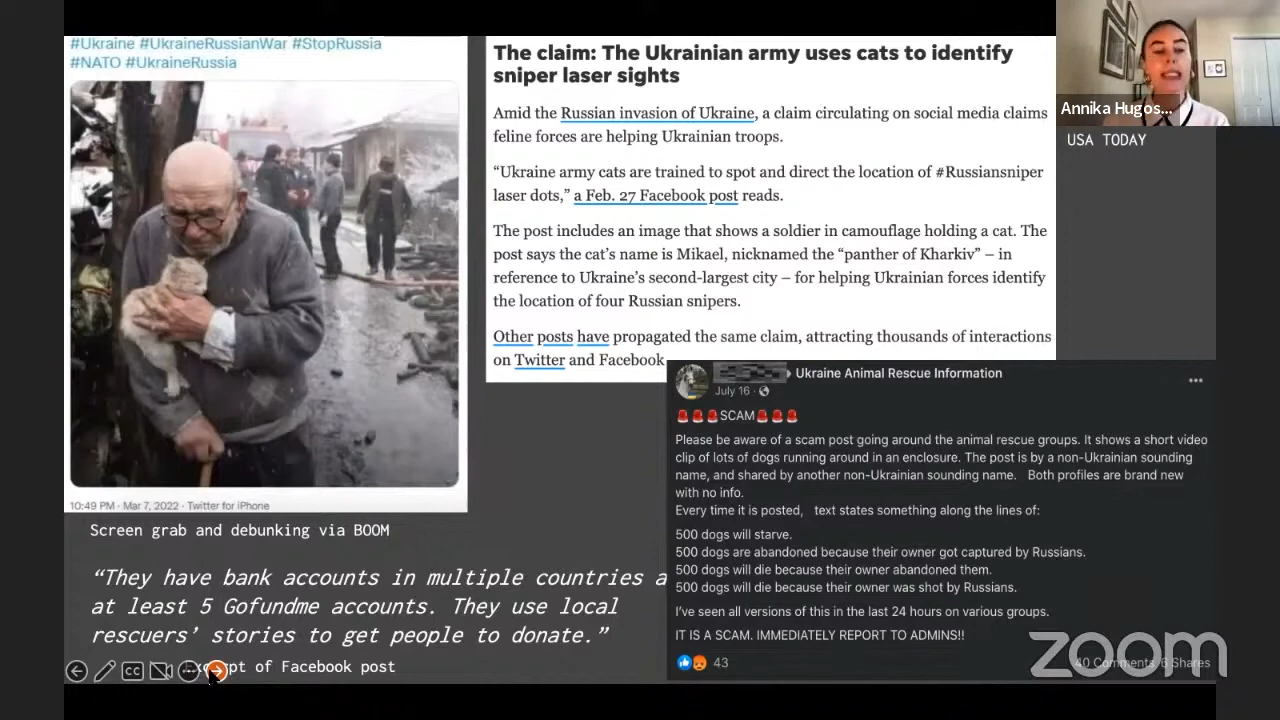 #Ukraine #UkraineRussianWar #StopRussia
#NATO #UkraineRussia
10:49 PM · Mar 7, 2022 · Twitter for iPhone
Screen grab and debunking via BOOM
“They have bank accounts in multiple countries a
at least 5 Gofundme accounts. They use local
rescuers’ stories to get people to donate.”
of Facebook post
CC
The claim: The Ukrainian army uses cats to identify
sniper laser sights
Amid the Russian invasion of Ukraine, a claim circulating on social media claims
feline forces are helping Ukrainian troops.
“Ukraine army cats are trained to spot and direct the location of #Russiansniper
laser dots,” a Feb. 27 Facebook post reads.
The post includes an image that shows a soldier in camouflage holding a cat. The
post says the cat’s name is Mikael, nicknamed the “panther of Kharkiv” – in
reference to Ukraine’s second-largest city – for helping Ukrainian forces identify
the location of four Russian snipers.
Other posts have propagated the same claim, attracting thousands of interactions
on Twitter and Facebook
Annika Hugos...
USA TODAY
Ukraine Animal Rescue Information
July 16 ·
🚨🚨🚨SCAM🚨🚨🚨
Please be aware of a scam post going around the animal rescue groups. It shows a short video
clip of lots of dogs running around in an enclosure. The post is by a non-Ukrainian sounding
name, and shared by another non-Ukrainian sounding name. Both profiles are brand new
with no info.
Every time it is posted, text states something along the lines of:
500 dogs will starve.
500 dogs are abandoned because their owner got captured by Russians.
500 dogs will die because their owner abandoned them.
500 dogs will die because their owner was shot by Russians.
I’ve seen all versions of this in the last 24 hours on various groups.
IT IS A SCAM. IMMEDIATELY REPORT TO ADMINS!!
43
40 Comments 6 Shares
zoom